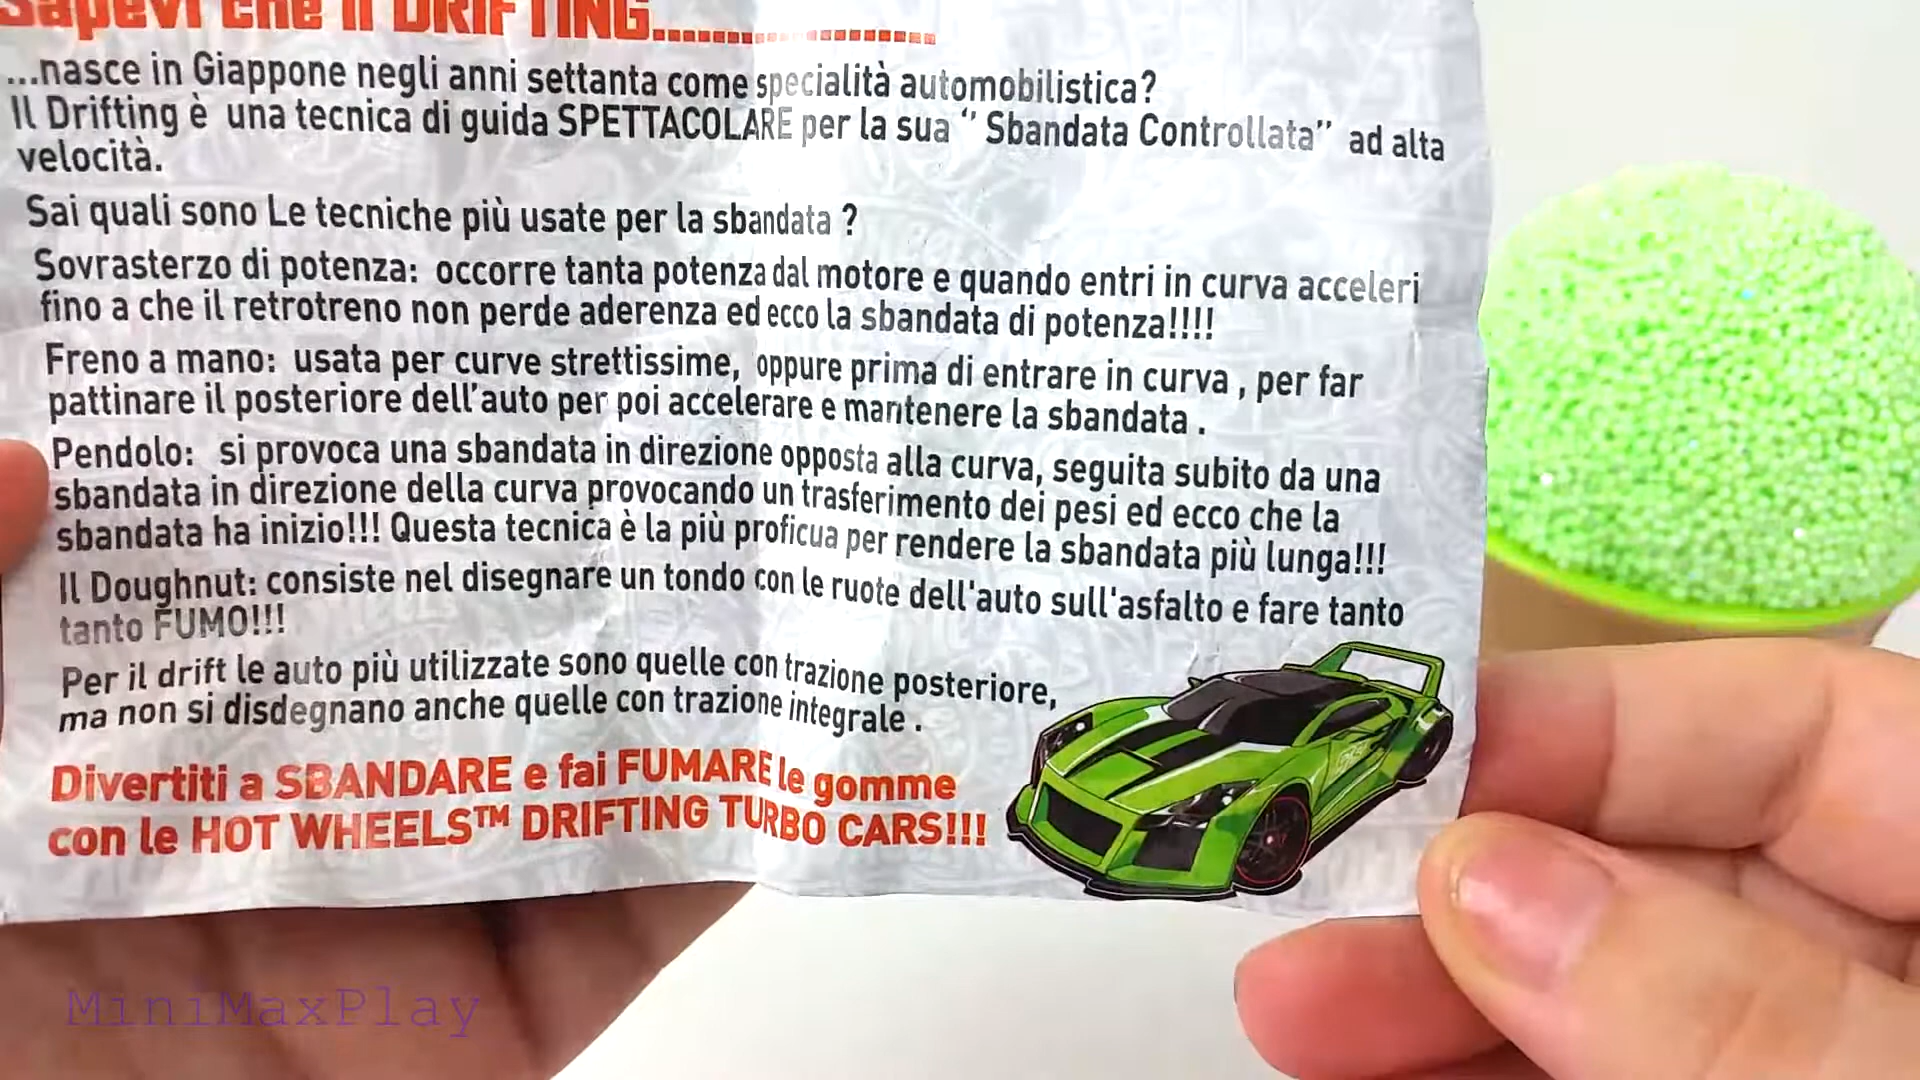 Sapevi che il DRIFTING..............................
...nasce in Giappone negli anni settanta come specialità automobilistica?
Il Drifting è una tecnica di guida SPETTACOLARE per la sua “ Sbandata Controllata” ad alta
velocità.
Sai quali sono Le tecniche più usate per la sbandata ?
Sovrasterzo di potenza: occorre tanta potenza dal motore e quando entri in curva acceleri
fino a che il retrotreno non perde aderenza ed ecco la sbandata di potenza!!!!
Freno a mano: usata per curve strettissime, oppure prima di entrare in curva , per far
pattinare il posteriore dell'auto per poi accelerare e mantenere la sbandata .
Pendolo: si provoca una sbandata in direzione opposta alla curva, seguita subito da una
sbandata in direzione della curva provocando un trasferimento dei pesi ed ecco che la
sbandata ha inizio!!! Questa tecnica è la più proficua per rendere la sbandata più lunga!!!
Il Doughnut: consiste nel disegnare un tondo con le ruote dell'auto sull'asfalto e fare tanto
tanto FUMO!!!
Per il drift le auto più utilizzate sono quelle con trazione posteriore,
ma non si disdegnano anche quelle con trazione integrale .
Divertiti a SBANDARE e fai FUMARE le gomme
con le HOT WHEELS™ DRIFTING TURBO CARS!!!
MiniMaxPlay